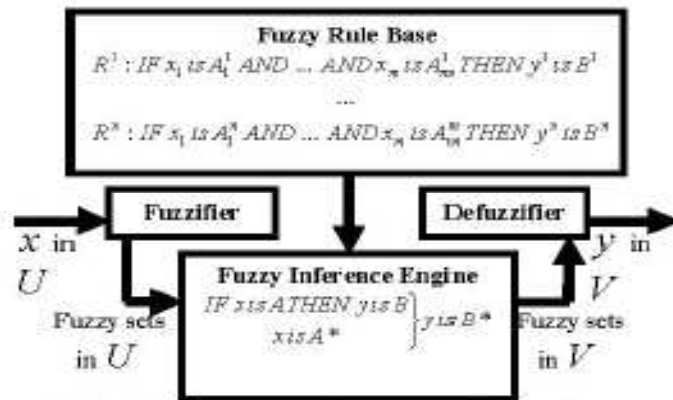 Fuzzy Rule Base
R¹ : IF x₁ is A₁¹ AND ... AND xₘ is Aₘ¹ THEN y¹ is B¹
...
Rⁿ : IF x₁ is A₁ⁿ AND ... AND xₘ is Aₘⁿ THEN yⁿ is Bⁿ
Fuzzifier
Defuzzifier
x in
U
y in
V
Fuzzy Inference Engine
IF x is A THEN y is B
x is A*
} y is B*
Fuzzy sets
in U
Fuzzy sets
in V